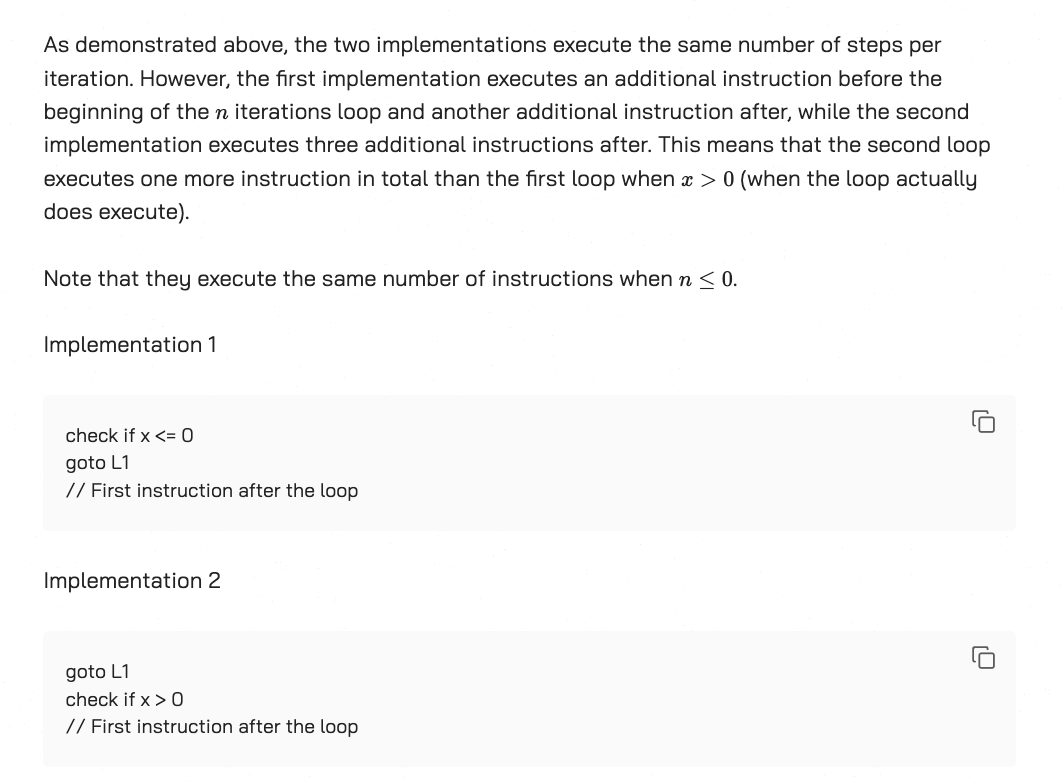 As demonstrated above, the two implementations execute the same number of steps per
iteration. However, the first implementation executes an additional instruction before the
beginning of the n iterations loop and another additional instruction after, while the second
implementation executes three additional instructions after. This means that the second loop
executes one more instruction in total than the first loop when x > 0 (when the loop actually
does execute).
Note that they execute the same number of instructions when n ≤ 0.
Implementation 1
check if x <= 0
goto L1
// First instruction after the loop
Implementation 2
goto L1
check if x > 0
// First instruction after the loop